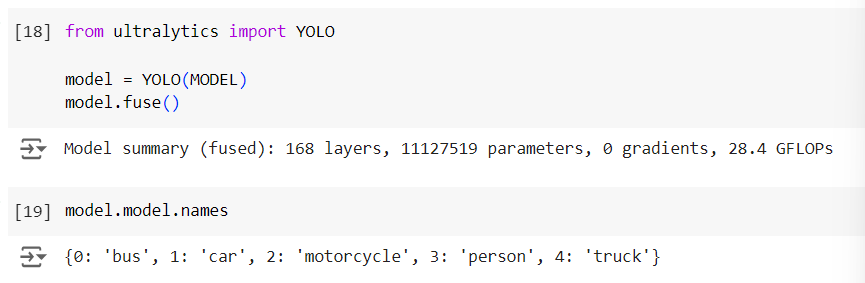 [18] from ultralytics import YOLO
model = YOLO(MODEL)
model.fuse()
Model summary (fused): 168 layers, 11127519 parameters, 0 gradients, 28.4 GFLOPs
[19] model.model.names
{0: 'bus', 1: 'car', 2: 'motorcycle', 3: 'person', 4: 'truck'}